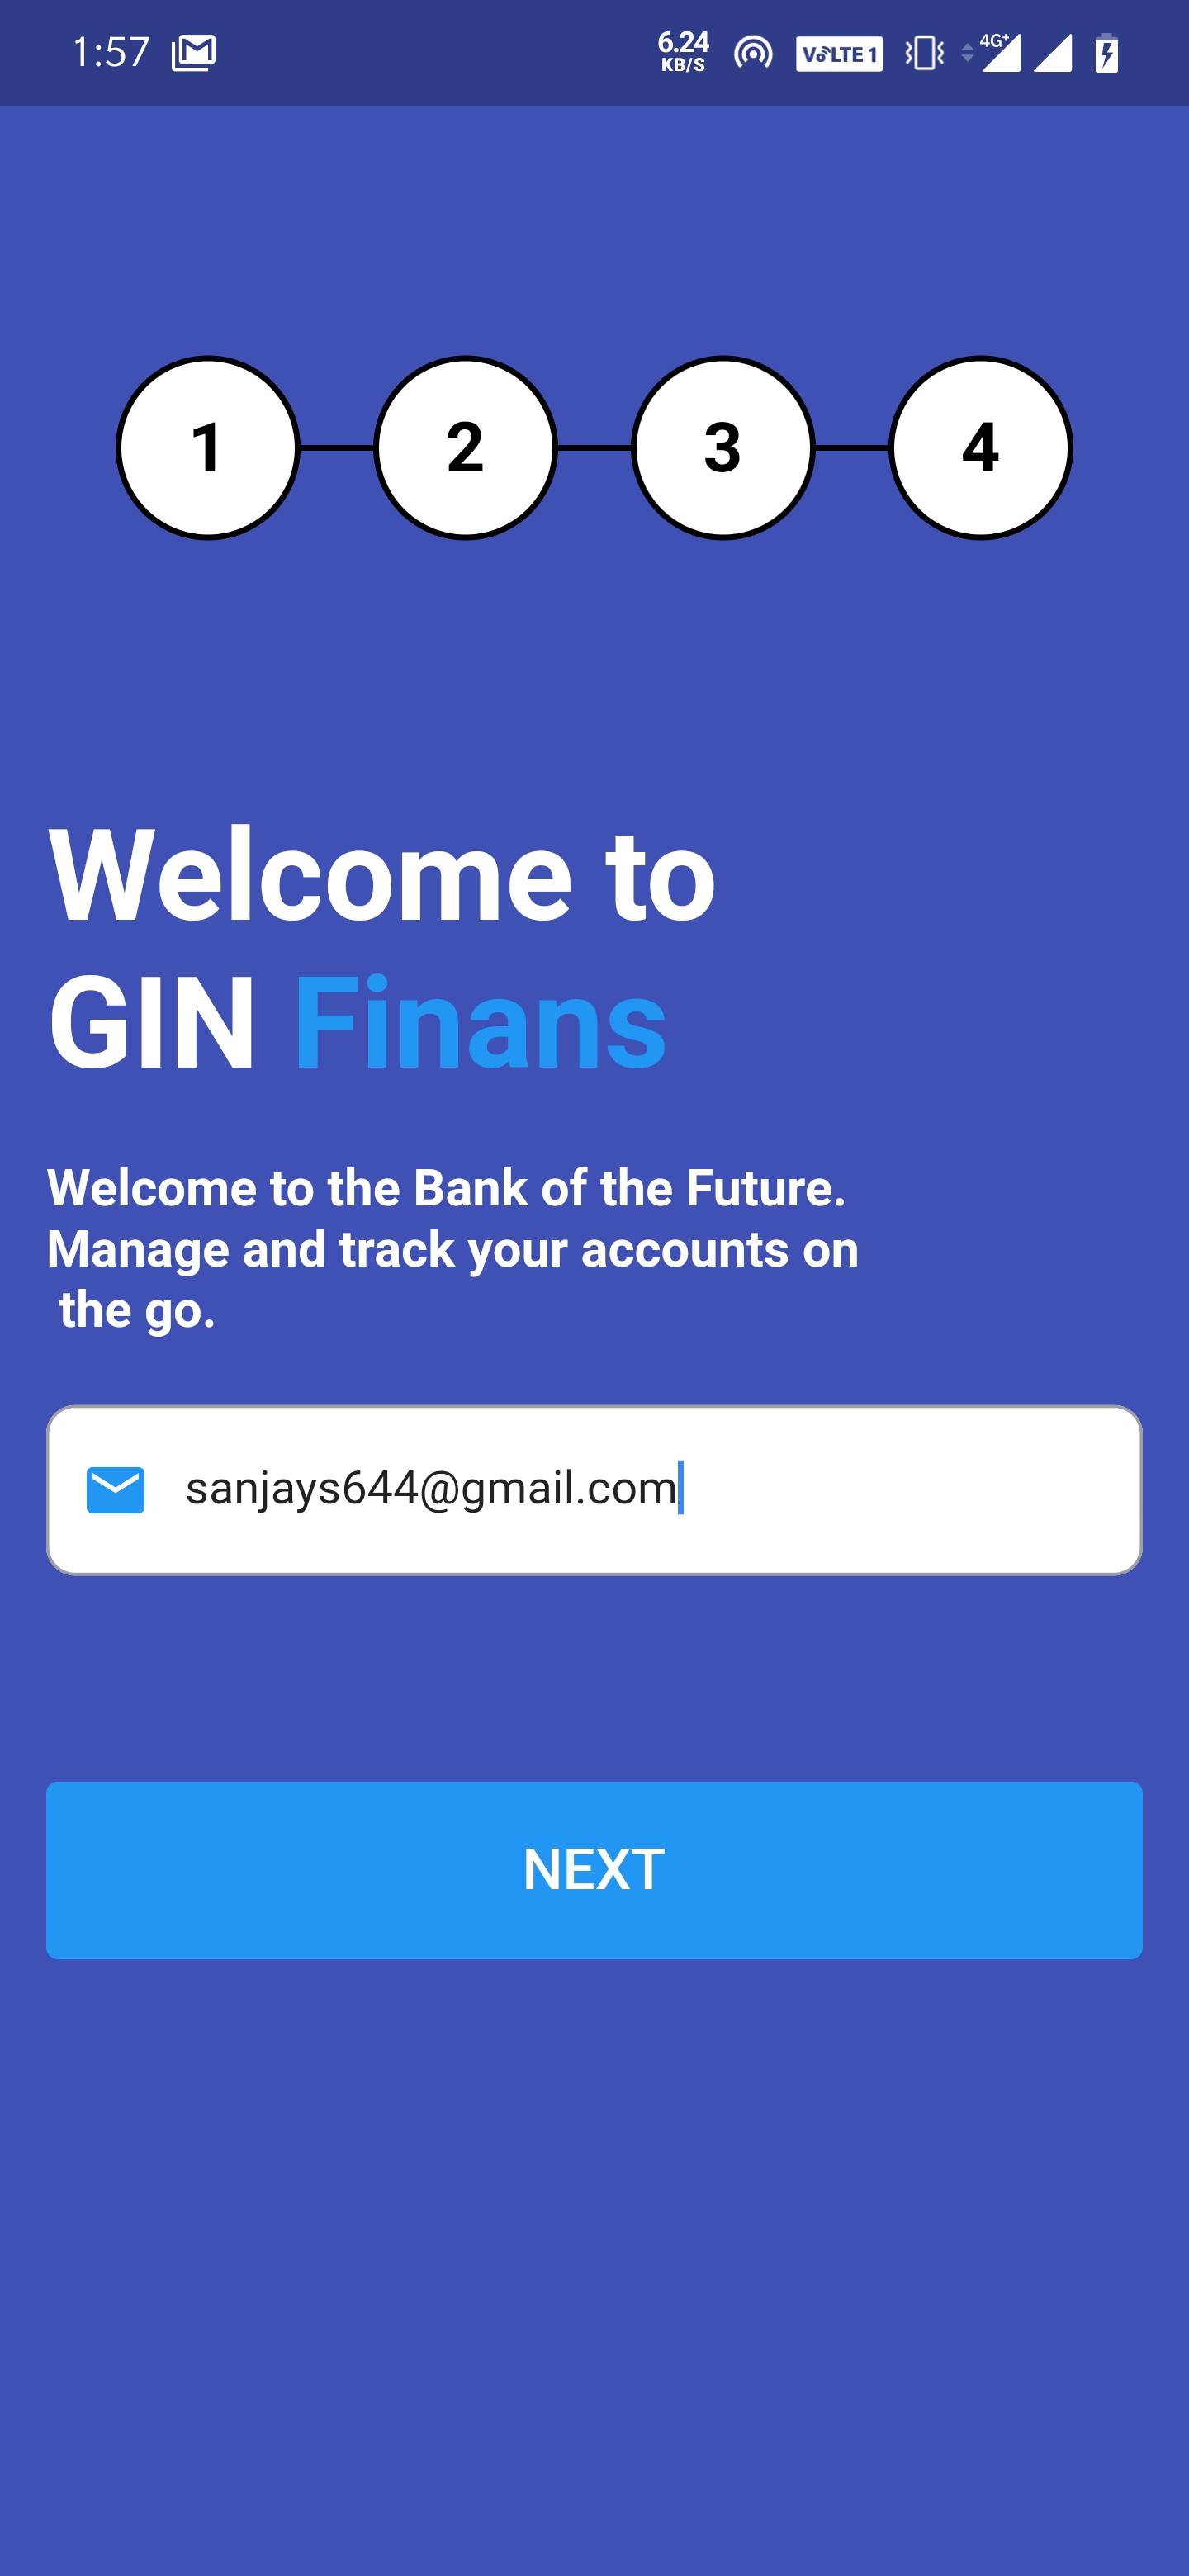 1:57
6.24
KB/S
VoLTE 1
4G+
1 2 3 4
Welcome to
GIN Finans
Welcome to the Bank of the Future.
Manage and track your accounts on
the go.
sanjays644@gmail.com
NEXT